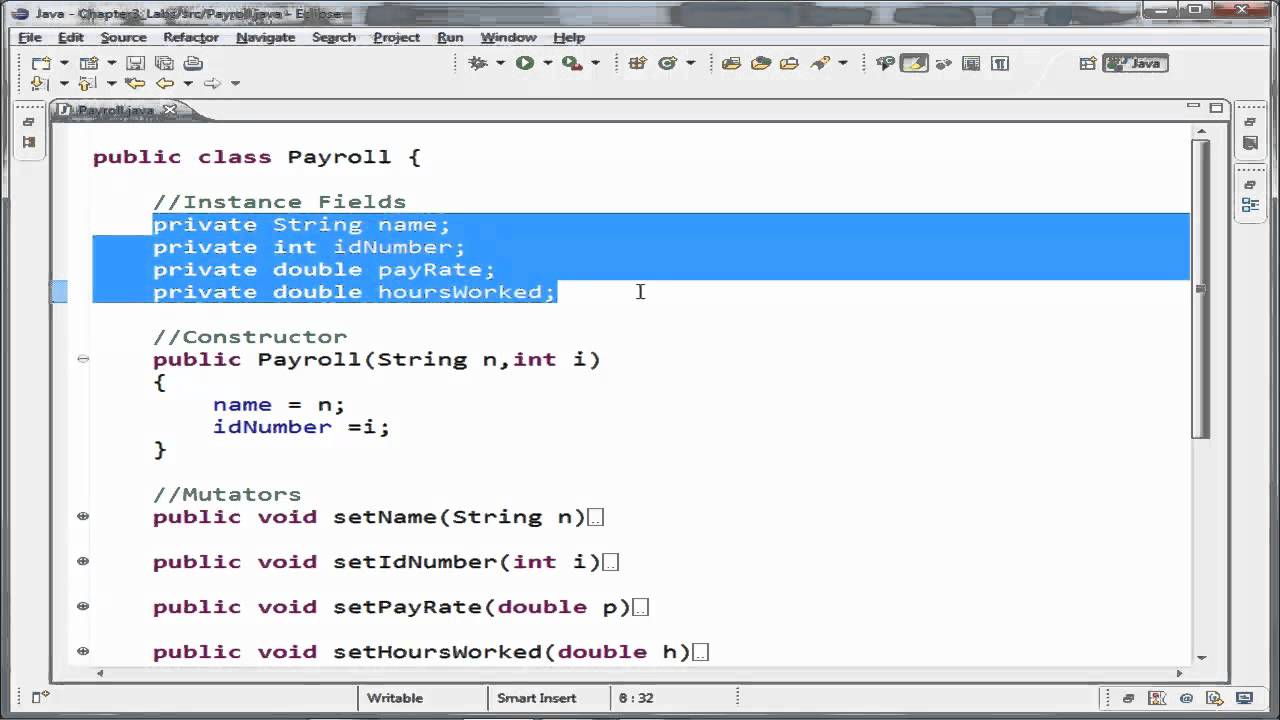 Java - Chapter3_Lab2/src/Payroll.java - Eclipse
File Edit Source Refactor Navigate Search Project Run Window Help
Java
Payroll.java
public class Payroll {
//Instance Fields
private String name;
private int idNumber;
private double payRate;
private double hoursWorked;
//Constructor
public Payroll(String n,int i)
{
name = n;
idNumber =i;
}
//Mutators
public void setName(String n)
public void setIdNumber(int i)
public void setPayRate(double p)
public void setHoursWorked(double h)
Writable Smart Insert 8 : 32